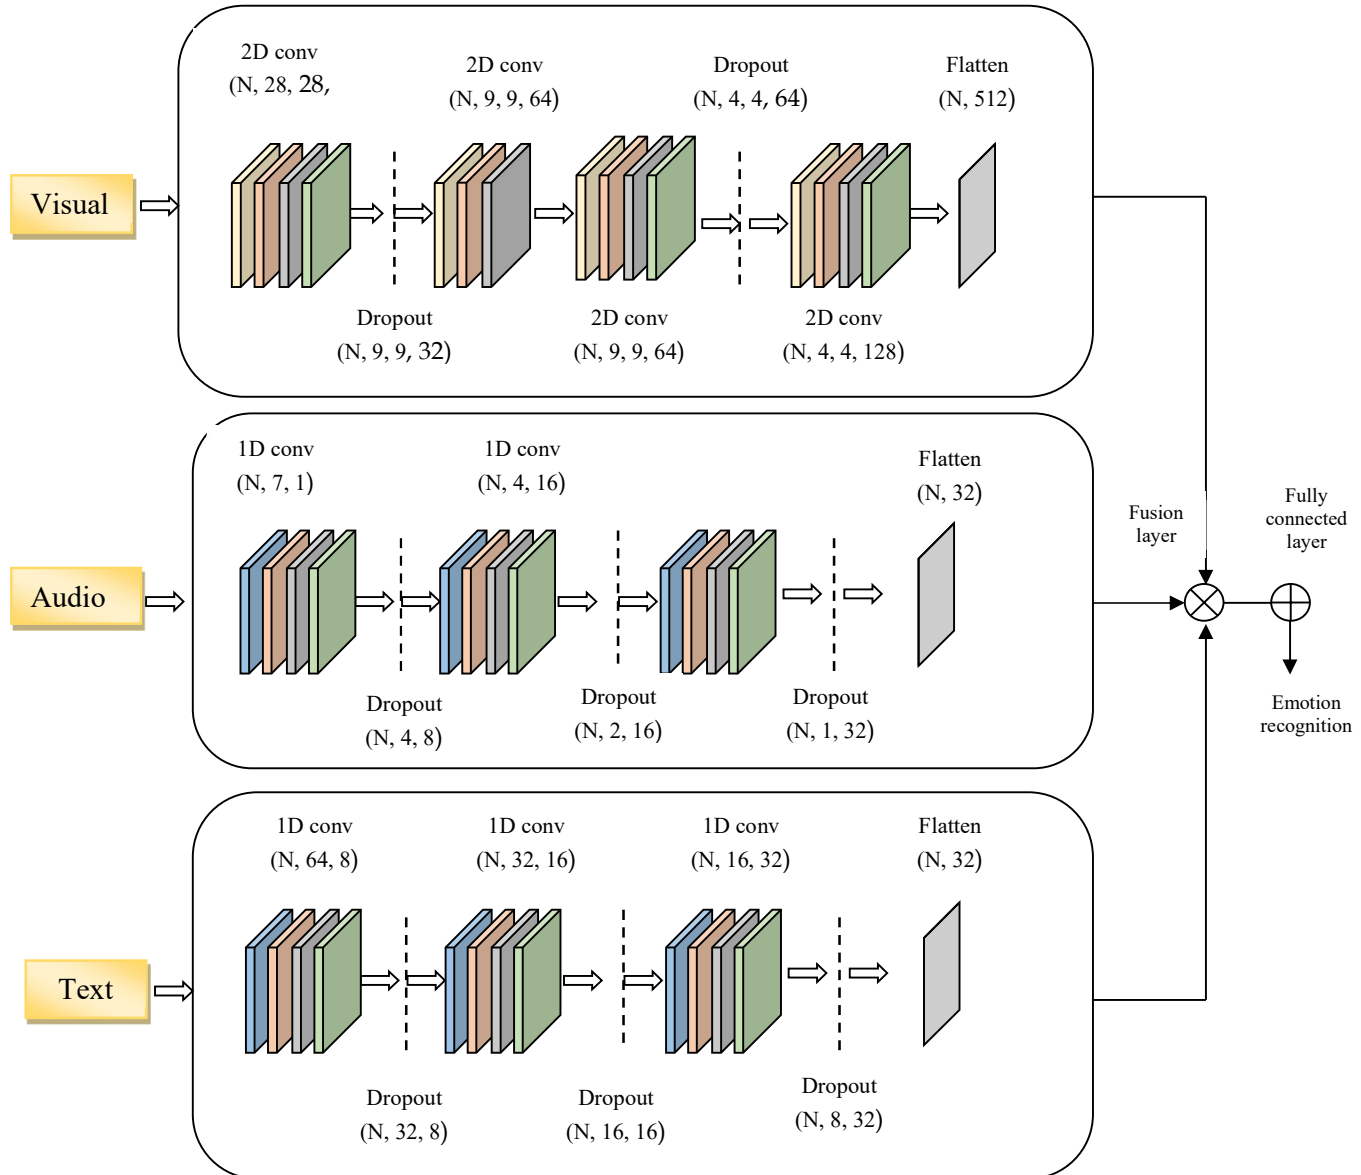 Visual
2D conv
(N, 28, 28,
2D conv
(N, 9, 9, 64)
Dropout
(N, 4, 4, 64)
Flatten
(N, 512)
Dropout
(N, 9, 9, 32)
2D conv
(N, 9, 9, 64)
2D conv
(N, 4, 4, 128)
Audio
1D conv
(N, 7, 1)
1D conv
(N, 4, 16)
Flatten
(N, 32)
Dropout
(N, 4, 8)
Dropout
(N, 2, 16)
Dropout
(N, 1, 32)
Text
1D conv
(N, 64, 8)
1D conv
(N, 32, 16)
1D conv
(N, 16, 32)
Flatten
(N, 32)
Dropout
(N, 32, 8)
Dropout
(N, 16, 16)
Dropout
(N, 8, 32)
Fusion
layer
Fully
connected
layer
Emotion
recognition